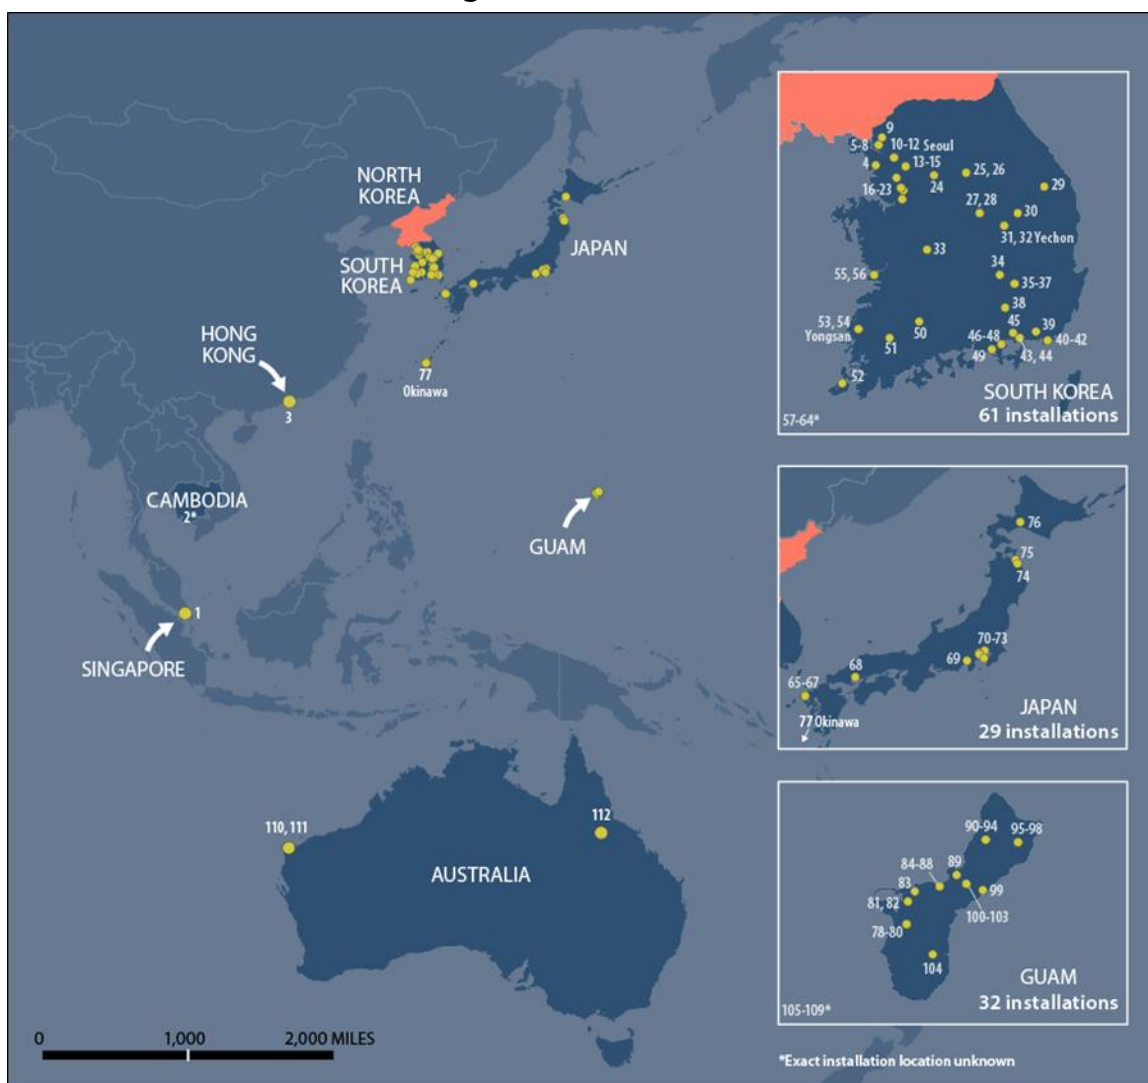 NORTH
KOREA
SOUTH
KOREA
JAPAN
HONG
KONG
3
77
Okinawa
CAMBODIA
2*
GUAM
1
SINGAPORE
110, 111
112
AUSTRALIA
0 1,000 2,000 MILES
9
5-8
10-12 Seoul
4
13-15
25, 26
16-23
24
29
27, 28
30
31, 32 Yechon
33
34
55, 56
35-37
38
53, 54
Yongsan
50
45
39
46-48
40-42
51
49
43, 44
52
SOUTH KOREA
57-64*
61 installations
76
75
74
70-73
69
68
65-67
77 Okinawa
JAPAN
29 installations
90-94
95-98
89
84-88
83
99
81, 82
100-103
78-80
104
GUAM
105-109*
32 installations
*Exact installation location unknown